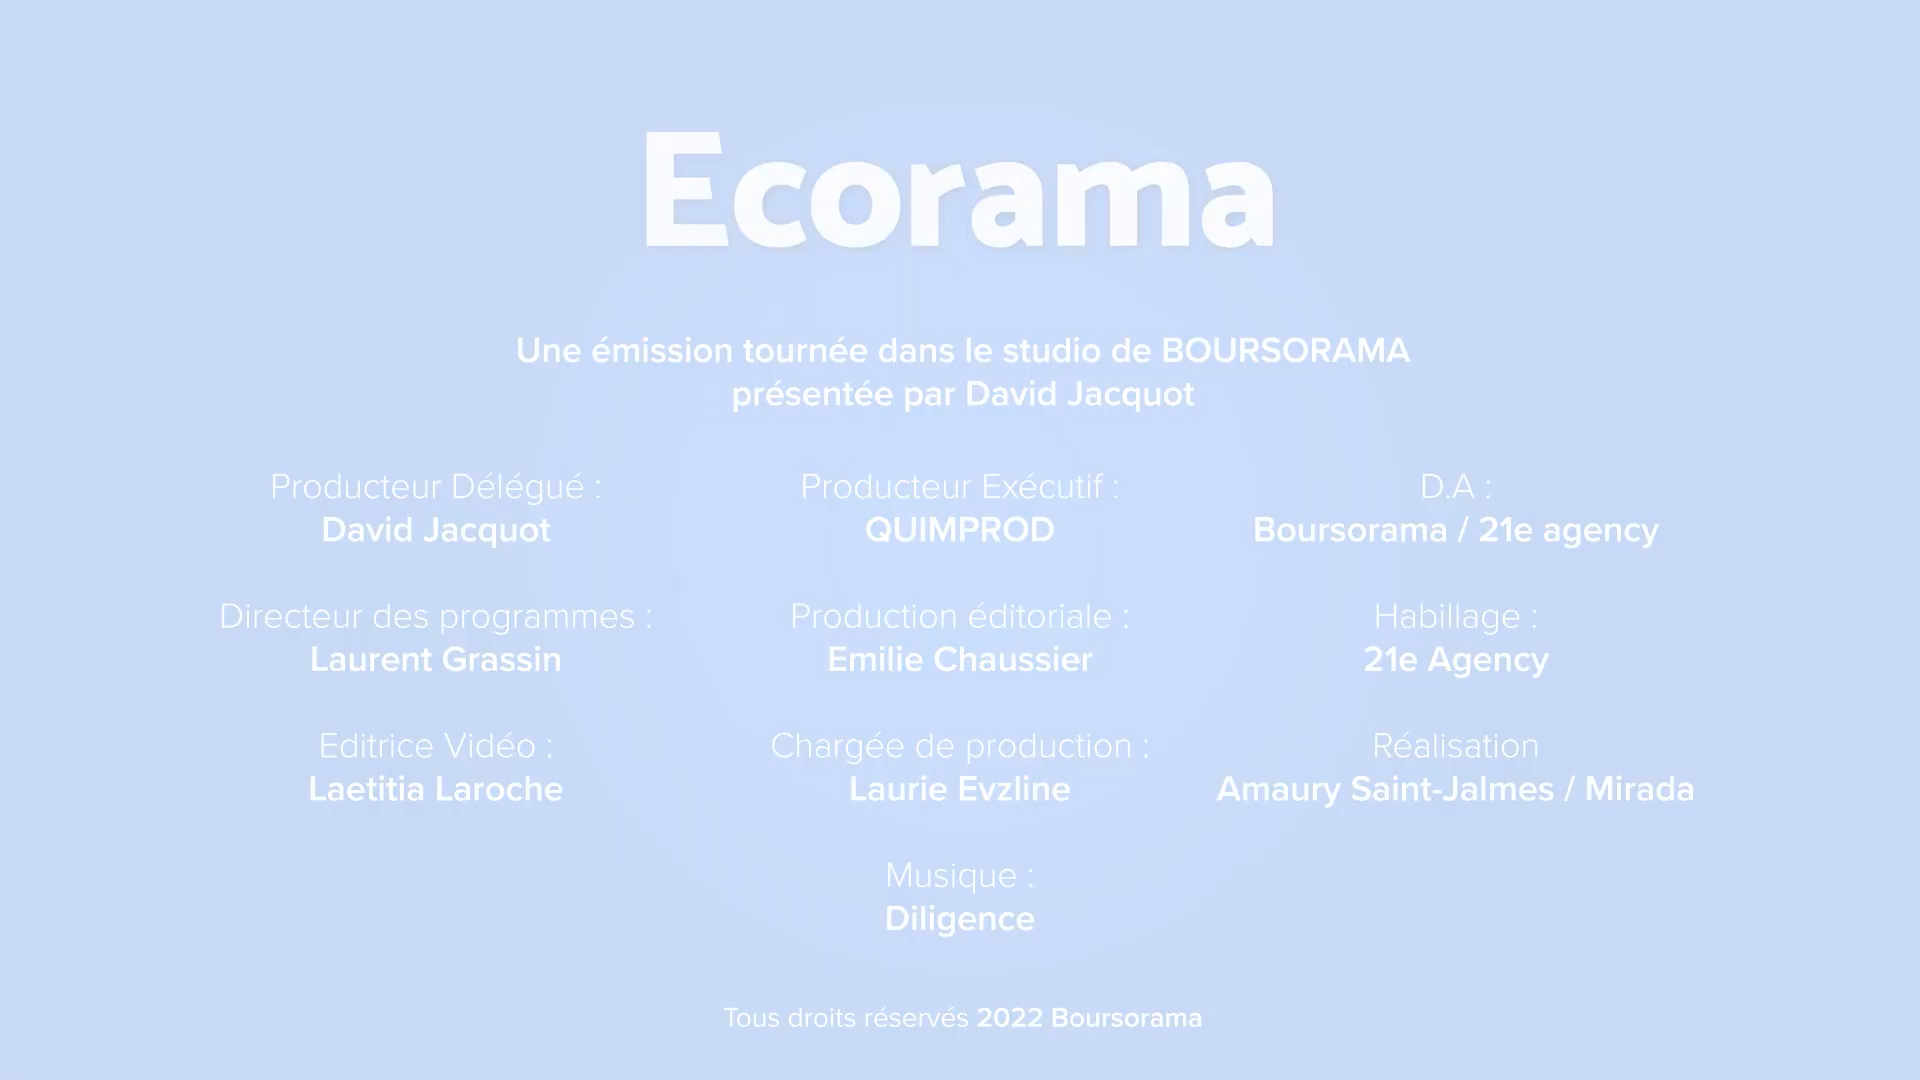 Ecorama
Une émission tournée dans le studio de BOURSORAMA
présentée par David Jacquot
Producteur Délégué :
David Jacquot
Producteur Exécutif :
QUIMPROD
D.A :
Boursorama / 21e agency
Directeur des programmes :
Laurent Grassin
Production éditoriale :
Emilie Chaussier
Habillage :
21e Agency
Editrice Vidéo :
Laetitia Laroche
Chargée de production :
Laurie Evzline
Réalisation
Amaury Saint-Jalmes / Mirada
Musique :
Diligence
Tous droits réservés 2022 Boursorama